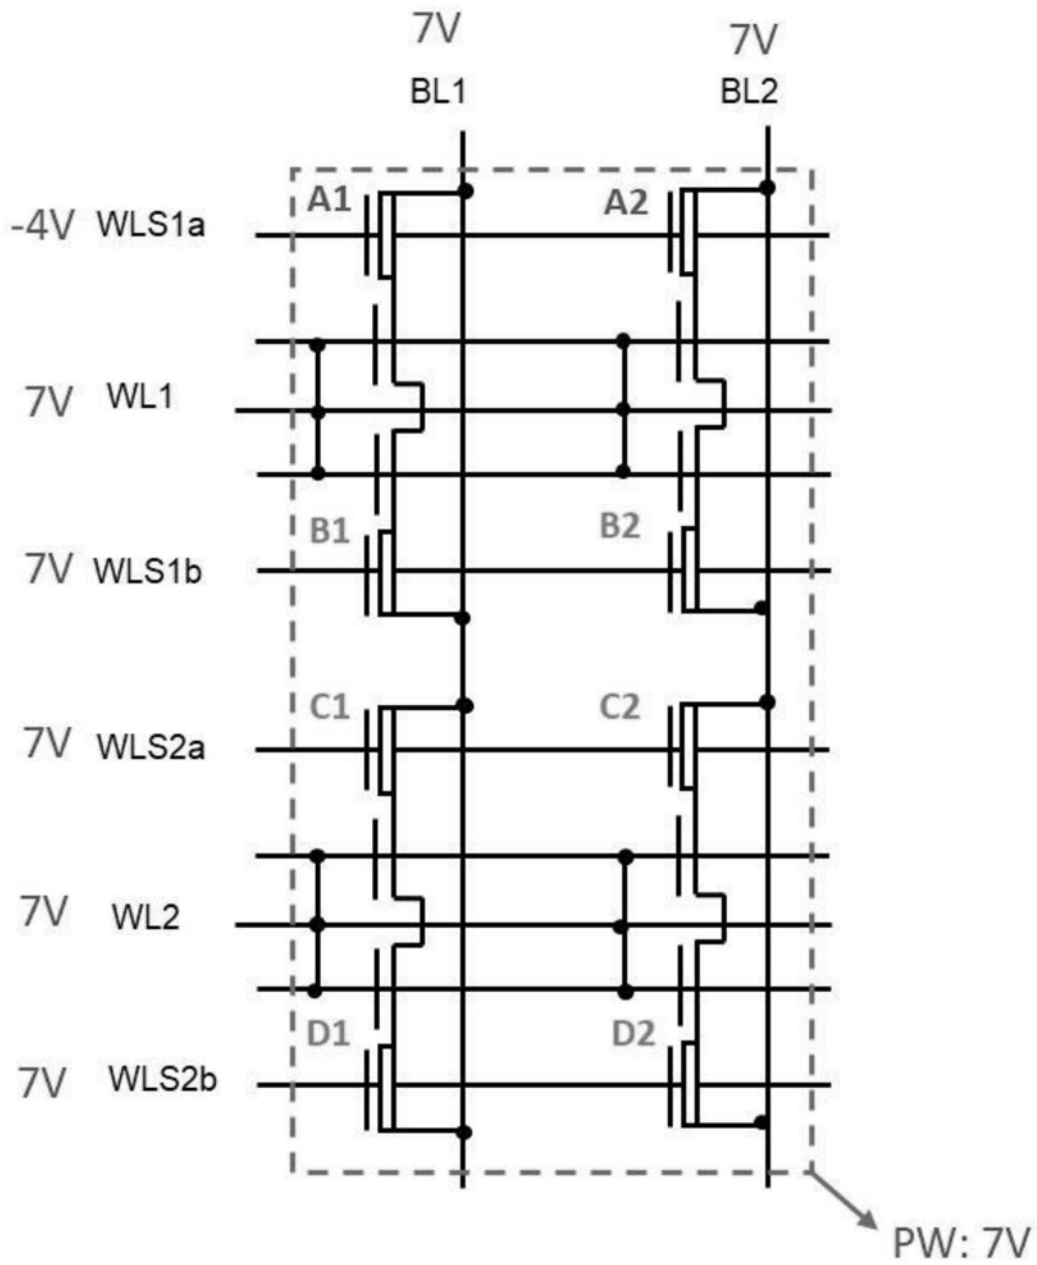 7V 7V
BL1 BL2
A1 A2
-4V WLS1a
7V WL1
B1 B2
7V WLS1b
C1 C2
7V WLS2a
7V WL2
D1 D2
7V WLS2b
PW: 7V